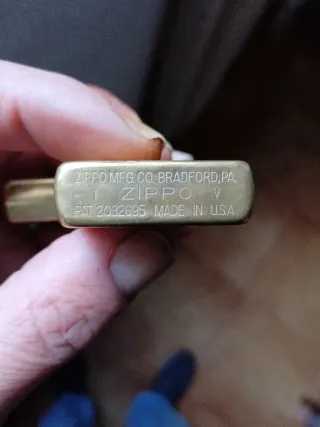 ZIPPO MFG. CO. BRADFORD, PA.
ZIPPO V
PAT. 2032695 MADE IN U.S.A.